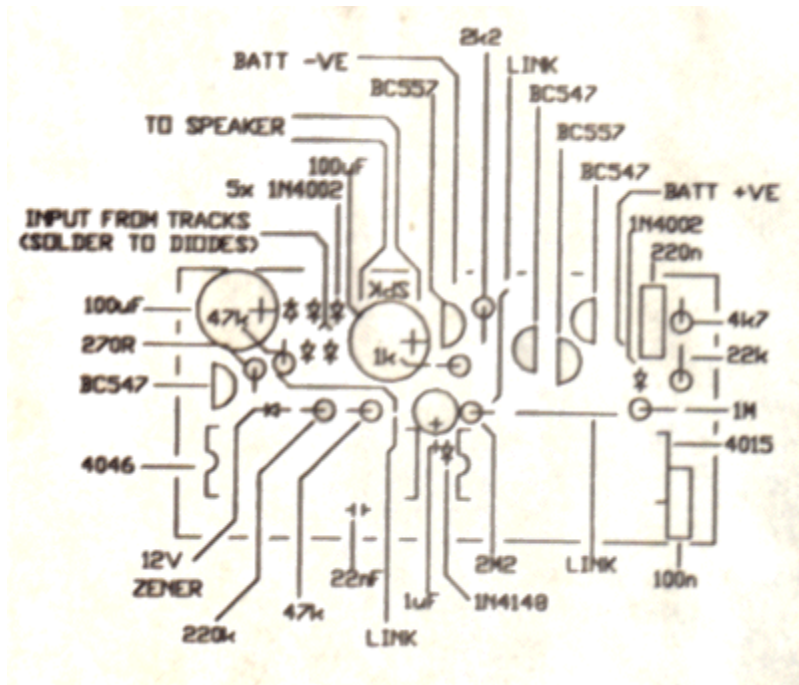 2k2
BATT -VE
LINK
BC557
BC547
TO SPEAKER
BC557
100uF
BC547
5x 1N4002
BATT +VE
INPUT FROM TRACKS
(SOLDER TO DIODES)
1N4002
220n
SPK
100uF
47k
4k7
270R
1k
22k
BC547
1M
4015
4046
12V
ZENER
22nF
2M2
LINK
100n
1uF
1N4148
47k
220k
LINK